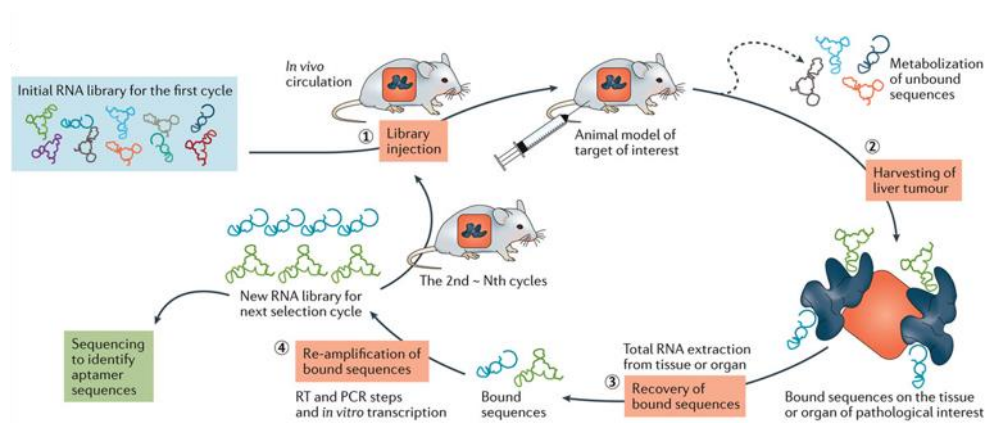 Initial RNA library for the first cycle
In vivo
circulation
①
Library
injection
Animal model of
target of interest
Metabolization
of unbound
sequences
②
Harvesting of
liver tumour
Bound sequences on the tissue
or organ of pathological interest
Total RNA extraction
from tissue or organ
③
Recovery of
bound sequences
Bound
sequences
④
Re-amplification of
bound sequences
RT and PCR steps
and in vitro transcription
New RNA library for
next selection cycle
The 2nd ~ Nth cycles
Sequencing
to identify
aptamer
sequences